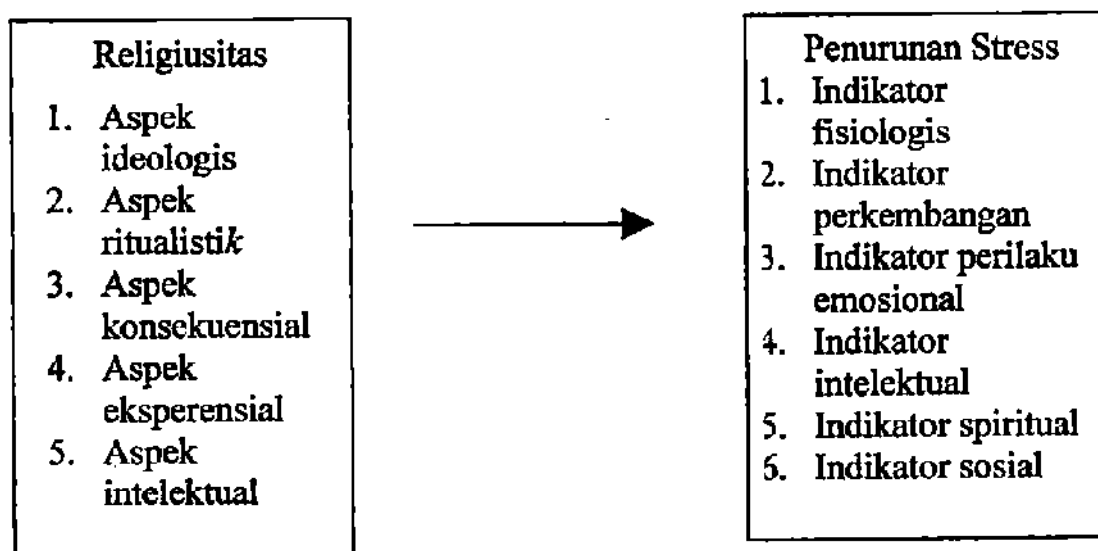 Religiusitas
1. Aspek
ideologis
2. Aspek
ritualistik
3. Aspek
konsekuensial
4. Aspek
eksperensial
5. Aspek
intelektual
Penurunan Stress
1. Indikator
fisiologis
2. Indikator
perkembangan
3. Indikator perilaku
emosional
4. Indikator
intelektual
5. Indikator spiritual
6. Indikator sosial